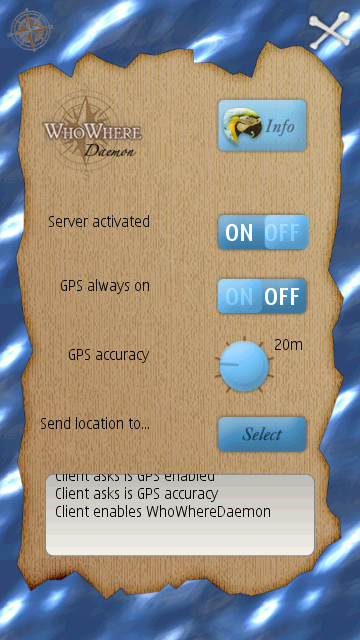 WHOWHERE
Daemon
Info
Server activated
ON OFF
GPS always on
ON OFF
GPS accuracy
20m
Send location to...
Select
Client asks is GPS enabled
Client asks is GPS accuracy
Client enables WhoWhereDaemon